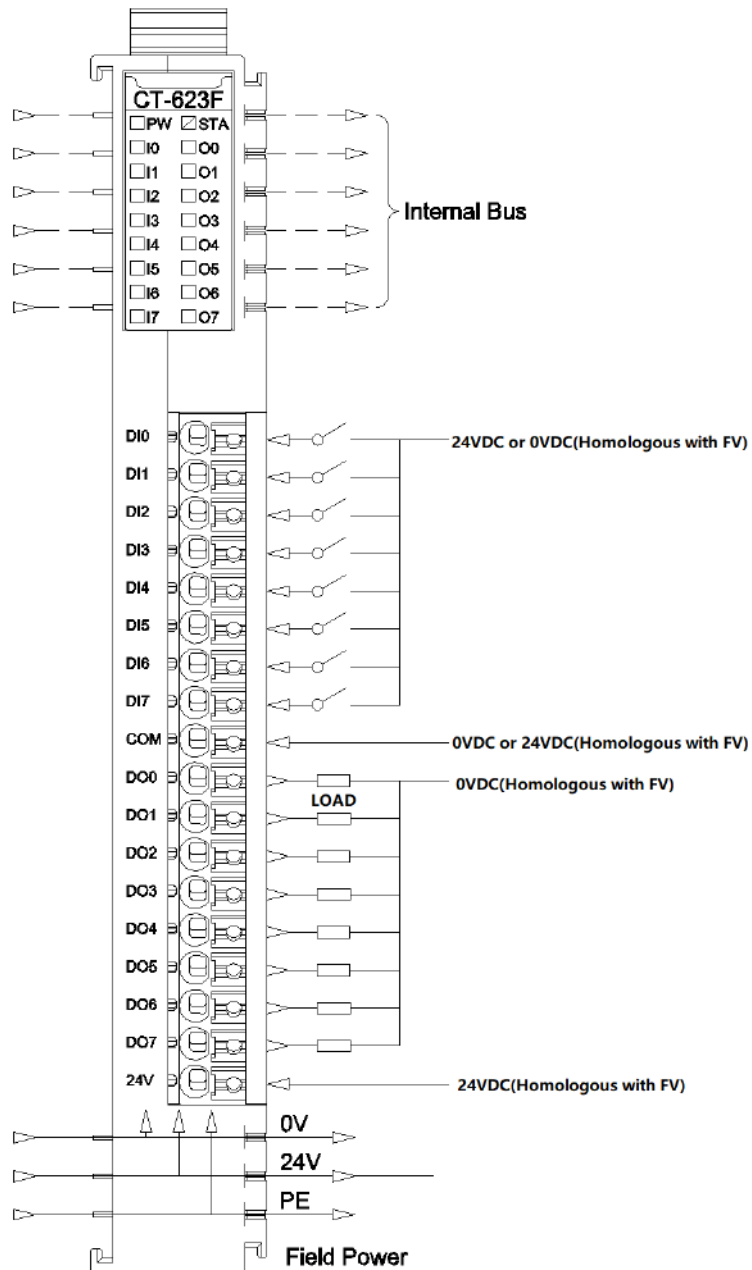 CT-623F
PW STA
I0 O0
I1 O1
I2 O2
I3 O3
I4 O4
I5 O5
I6 O6
I7 O7
Internal Bus
DI0
24VDC or 0VDC(Homologous with FV)
DI1
DI2
DI3
DI4
DI5
DI6
DI7
COM
0VDC or 24VDC(Homologous with FV)
DO0
0VDC(Homologous with FV)
LOAD
DO1
DO2
DO3
DO4
DO5
DO6
DO7
24V
24VDC(Homologous with FV)
0V
24V
PE
Field Power